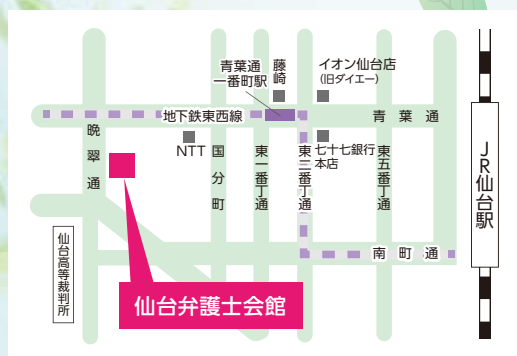 青葉通
一番町駅
藤崎
イオン仙台店
(旧ダイエー)
地下鉄東西線
青葉通
晩翠通
NTT
国分町
東一番丁通
東三番丁通
七十七銀行
本店
東五番丁通
JR仙台駅
南町通
仙台高等裁判所
仙台弁護士会館